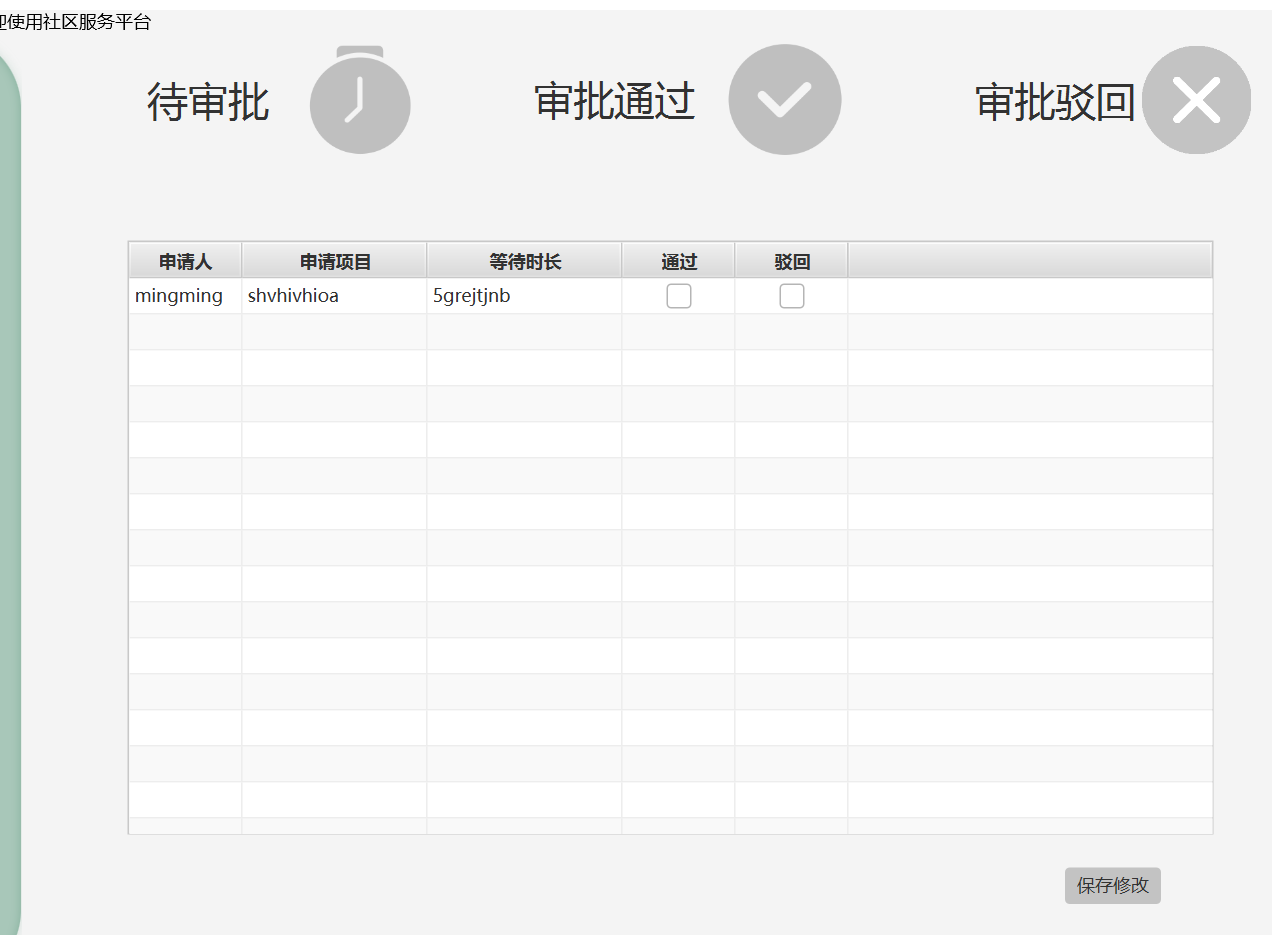 迎使用社区服务平台
待审批 审批通过 审批驳回
申请人 申请项目 等待时长 通过 驳回
mingming shvhivhioa 5grejtjnb
保存修改